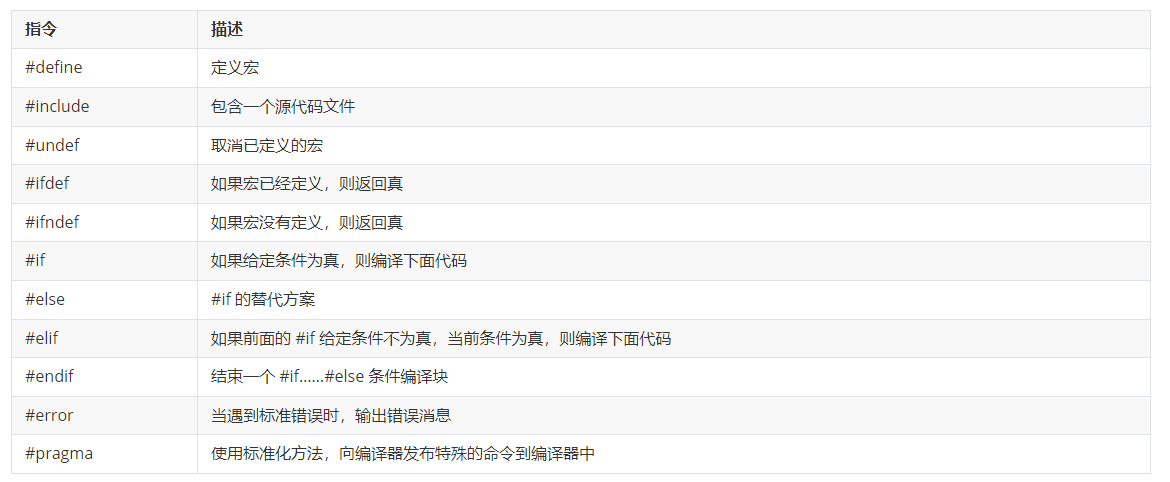 指令 描述
#define 定义宏
#include 包含一个源代码文件
#undef 取消已定义的宏
#ifdef 如果宏已经定义，则返回真
#ifndef 如果宏没有定义，则返回真
#if 如果给定条件为真，则编译下面代码
#else #if 的替代方案
#elif 如果前面的 #if 给定条件不为真，当前条件为真，则编译下面代码
#endif 结束一个 #if……#else 条件编译块
#error 当遇到标准错误时，输出错误消息
#pragma 使用标准化方法，向编译器发布特殊的命令到编译器中